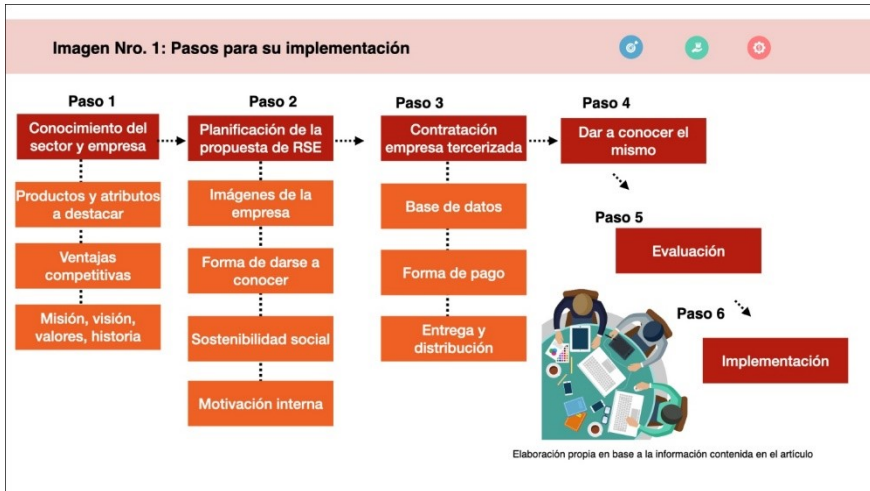 Imagen Nro. 1: Pasos para su implementación
Paso 1
Conocimiento del
sector y empresa
Productos y atributos
a destacar
Ventajas
competitivas
Misión, visión,
valores, historia
Paso 2
Planificación de la
propuesta de RSE
Imágenes de la
empresa
Forma de darse a
conocer
Sostenibilidad social
Motivación interna
Paso 3
Contratación
empresa tercerizada
Base de datos
Forma de pago
Entrega y
distribución
Paso 4
Dar a conocer el
mismo
Paso 5
Evaluación
Paso 6
Implementación
Elaboración propia en base a la información contenida en el artículo